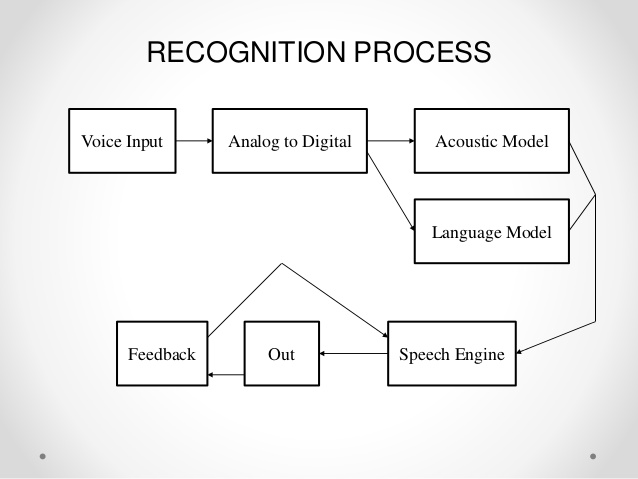 RECOGNITION PROCESS
Voice Input
Analog to Digital
Acoustic Model
Language Model
Feedback
Out
Speech Engine